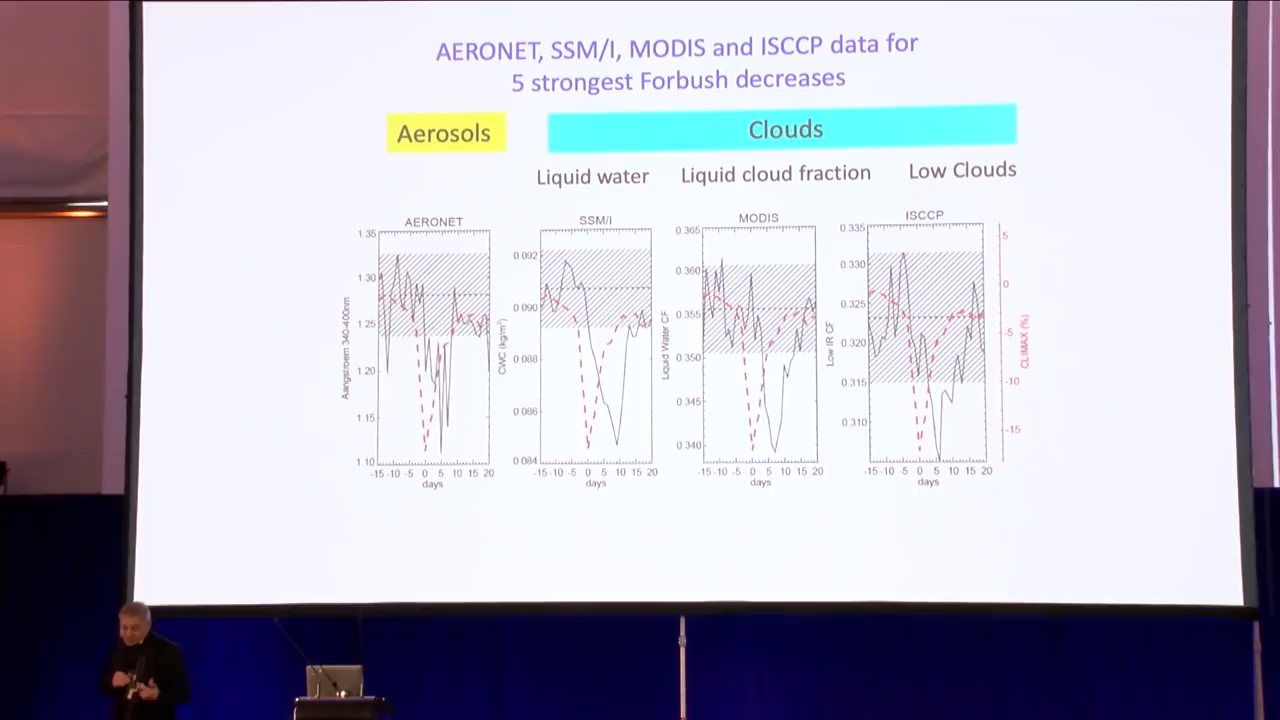 AERONET, SSM/I, MODIS and ISCCP data for
5 strongest Forbush decreases
Aerosols
Clouds
Liquid water
Liquid cloud fraction
Low Clouds
AERONET
1.35
1.30
1.25
1.20
1.15
1.10
Aangstroem 340-400nm
-15 -10 -5 0 5 10 15 20
days
SSM/I
0 092
0 090
0 088
0 086
0 084
CWC (kg/m²)
-15 -10 -5 0 5 10 15 20
days
MODIS
0.365
0.360
0.355
0.350
0.345
0.340
Liquid Water CF
-15 -10 -5 0 5 10 15 20
days
ISCCP
0.335
0.330
0.325
0.320
0.315
0.310
Low IR CF
-15 -10 -5 0 5 10 15 20
days
5
0
-5
-10
-15
CLIMAX (%)